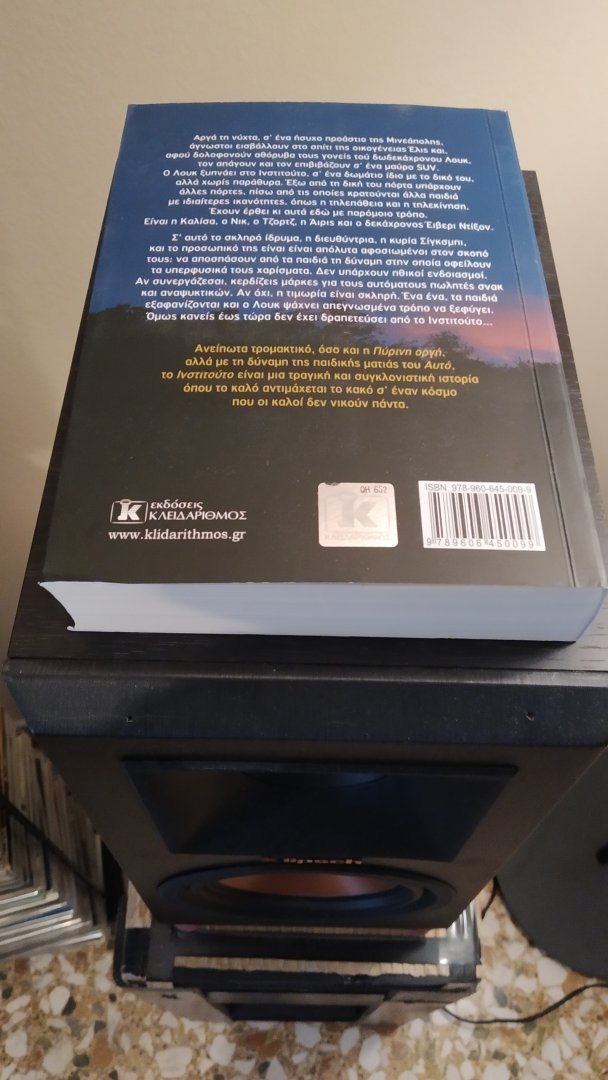 Αργά τη νύχτα, σ' ένα ήσυχο προάστιο της Μινεάπολης,
άγνωστοι εισβάλλουν στο σπίτι της οικογένειας Έλις και,
αφού δολοφονούν αθόρυβα τους γονείς τού δωδεκάχρονου Λουκ,
τον απάγουν και τον επιβιβάζουν σ' ένα μαύρο SUV.
Ο Λουκ ξυπνάει στο Ινστιτούτο, σ' ένα δωμάτιο ίδιο με το δικό του,
αλλά χωρίς παράθυρα. Έξω από τη δική του πόρτα υπάρχουν
άλλες πόρτες, πίσω από τις οποίες κρατούνται άλλα παιδιά
με ιδιαίτερες ικανότητες, όπως η τηλεπάθεια και η τηλεκίνηση.
Έχουν έρθει κι αυτά εδώ με παρόμοιο τρόπο.
Είναι η Καλίσα, ο Νικ, ο Τζορτζ, η Άιρις και ο δεκάχρονος Έιβερι Ντίξον.
Σ' αυτό το σκληρό ίδρυμα, η διευθύντρια, η κυρία Σίγκσμπι,
και το προσωπικό της είναι είναι απόλυτα αφοσιωμένοι στον σκοπό
τους: να αποσπάσουν από τα παιδιά τη δύναμη στην οποία οφείλουν
τα υπερφυσικά τους χαρίσματα. Δεν υπάρχουν ηθικοί ενδοιασμοί.
Αν συνεργάζεσαι, κερδίζεις μάρκες για τους αυτόματους πωλητές σνακ
και αναψυκτικών. Αν όχι, η τιμωρία είναι σκληρή. Ένα ένα, τα παιδιά
εξαφανίζονται και ο Λουκ ψάχνει απεγνωσμένα τρόπο να ξεφύγει.
Όμως κανείς έως τώρα δεν έχει δραπετεύσει από το Ινστιτούτο...
Ανείπωτα τρομακτικό, όσο και η Πύρινη οργή,
αλλά με τη δύναμη της παιδικής ματιάς του Αυτό,
το Ινστιτούτο είναι μια τραγική και συγκλονιστική ιστορία
όπου το καλό αντιμάχεται το κακό σ' έναν κόσμο
που οι καλοί δεν νικούν πάντα.
εκδόσεις
ΚΛΕΙΔΑΡΙΘΜΟΣ
www.klidarithmos.gr
QH 652
ΚΛΕΙΔΑΡΙΘΜΟΣ
ISBN: 978-960-645-009-9
9 789606 450099
Klipsch